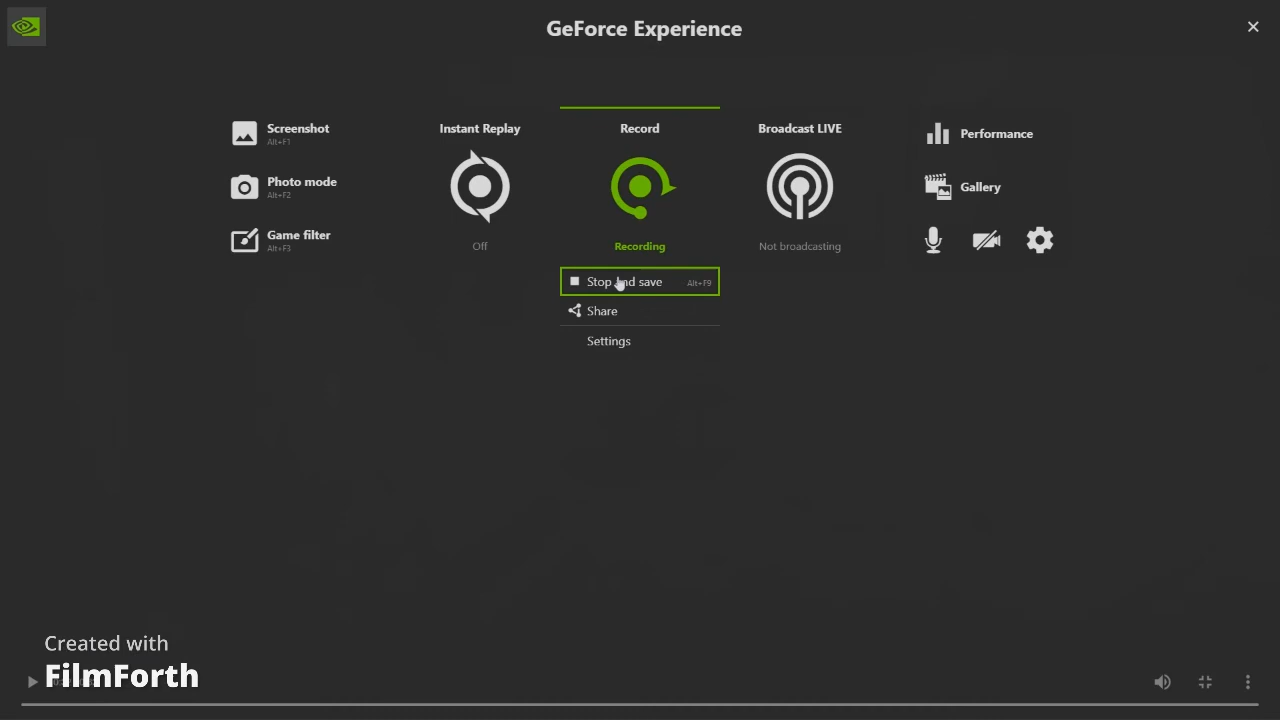 GeForce Experience
Screenshot
Alt+F1
Photo mode
Alt+F2
Game filter
Alt+F3
Instant Replay
Off
Record
Recording
Stop and save Alt+F9
Share
Settings
Broadcast LIVE
Not broadcasting
Performance
Gallery
Created with
FilmForth